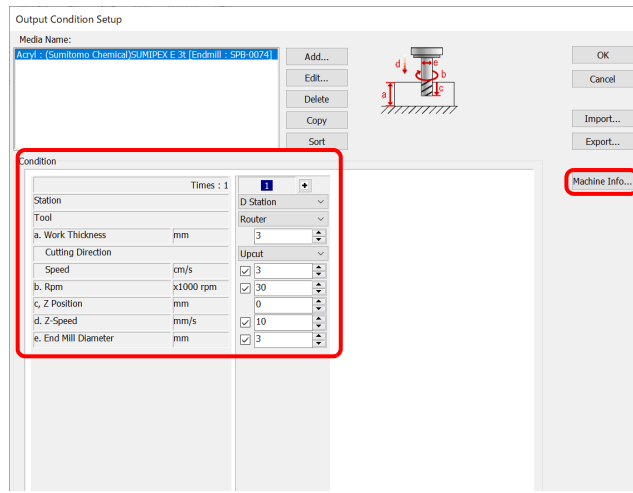 Output Condition Setup
Media Name:
Acryl : (Sumitomo Chemical)SUMIPEX E 3t [Endmill : SPB-0074]
Add...
Edit...
Delete
Copy
Sort
d
e
b
a
c
OK
Cancel
Import...
Export...
Machine Info...
Condition
Times : 1 1 +
Station D Station
Tool Router
a. Work Thickness mm 3
Cutting Direction Upcut
Speed cm/s 3
b. Rpm x1000 rpm 30
c, Z Position mm 0
d. Z-Speed mm/s 10
e. End Mill Diameter mm 3